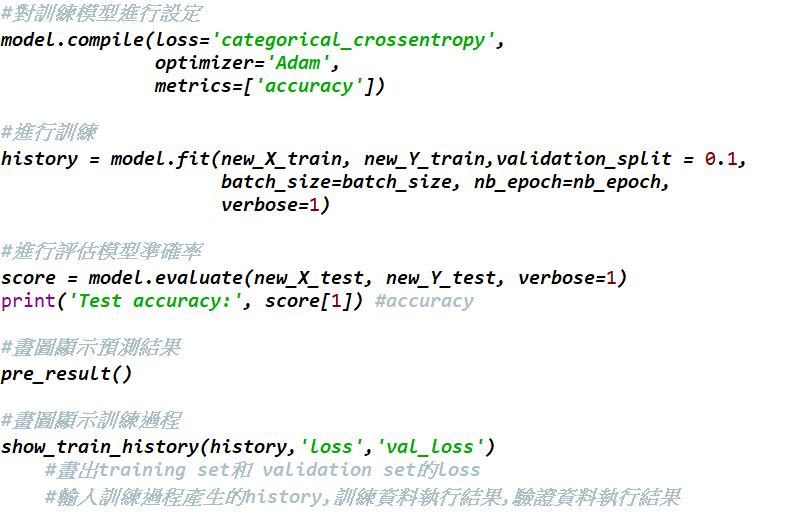 #對訓練模型進行設定
model.compile(loss='categorical_crossentropy',
optimizer='Adam',
metrics=['accuracy'])
#進行訓練
history = model.fit(new_X_train, new_Y_train,validation_split = 0.1,
batch_size=batch_size, nb_epoch=nb_epoch,
verbose=1)
#進行評估模型準確率
score = model.evaluate(new_X_test, new_Y_test, verbose=1)
print('Test accuracy:', score[1]) #accuracy
#畫圖顯示預測結果
pre_result()
#畫圖顯示訓練過程
show_train_history(history,'loss','val_loss')
#畫出training set和 validation set的loss
#輸入訓練過程產生的history,訓練資料執行結果,驗證資料執行結果